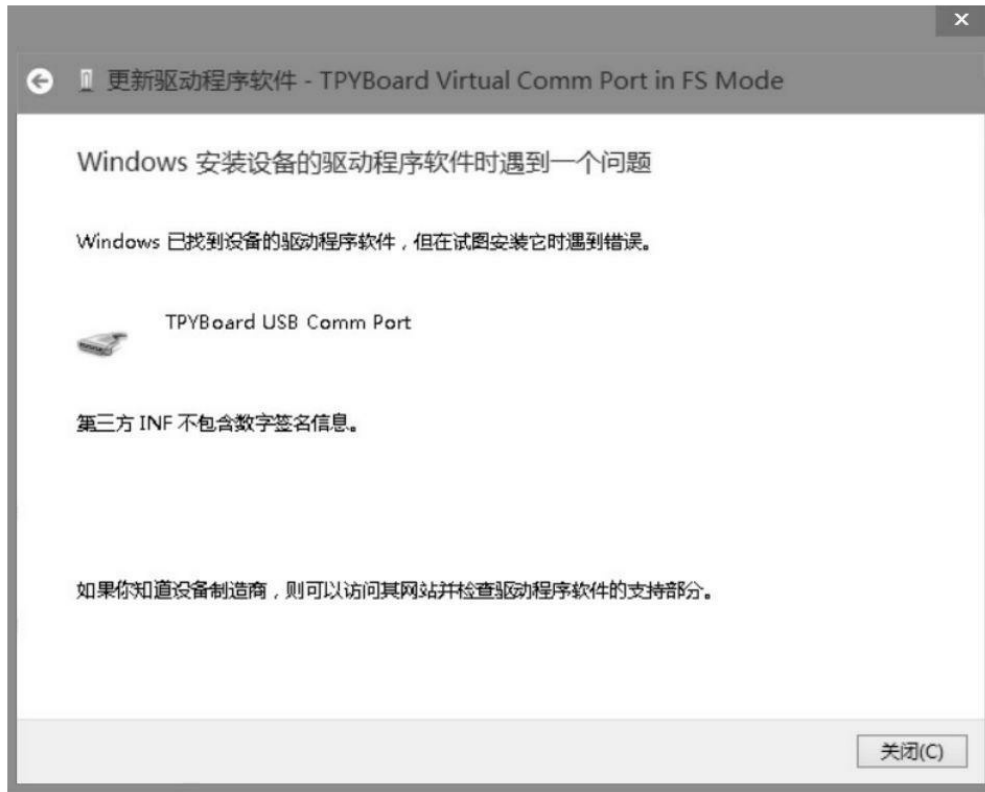 更新驱动程序软件 - TPYBoard Virtual Comm Port in FS Mode
Windows 安装设备的驱动程序软件时遇到一个问题
Windows 已找到设备的驱动程序软件，但在试图安装它时遇到错误。
TPYBoard USB Comm Port
第三方 INF 不包含数字签名信息。
如果你知道设备制造商，则可以访问其网站并检查驱动程序软件的支持部分。
关闭(C)